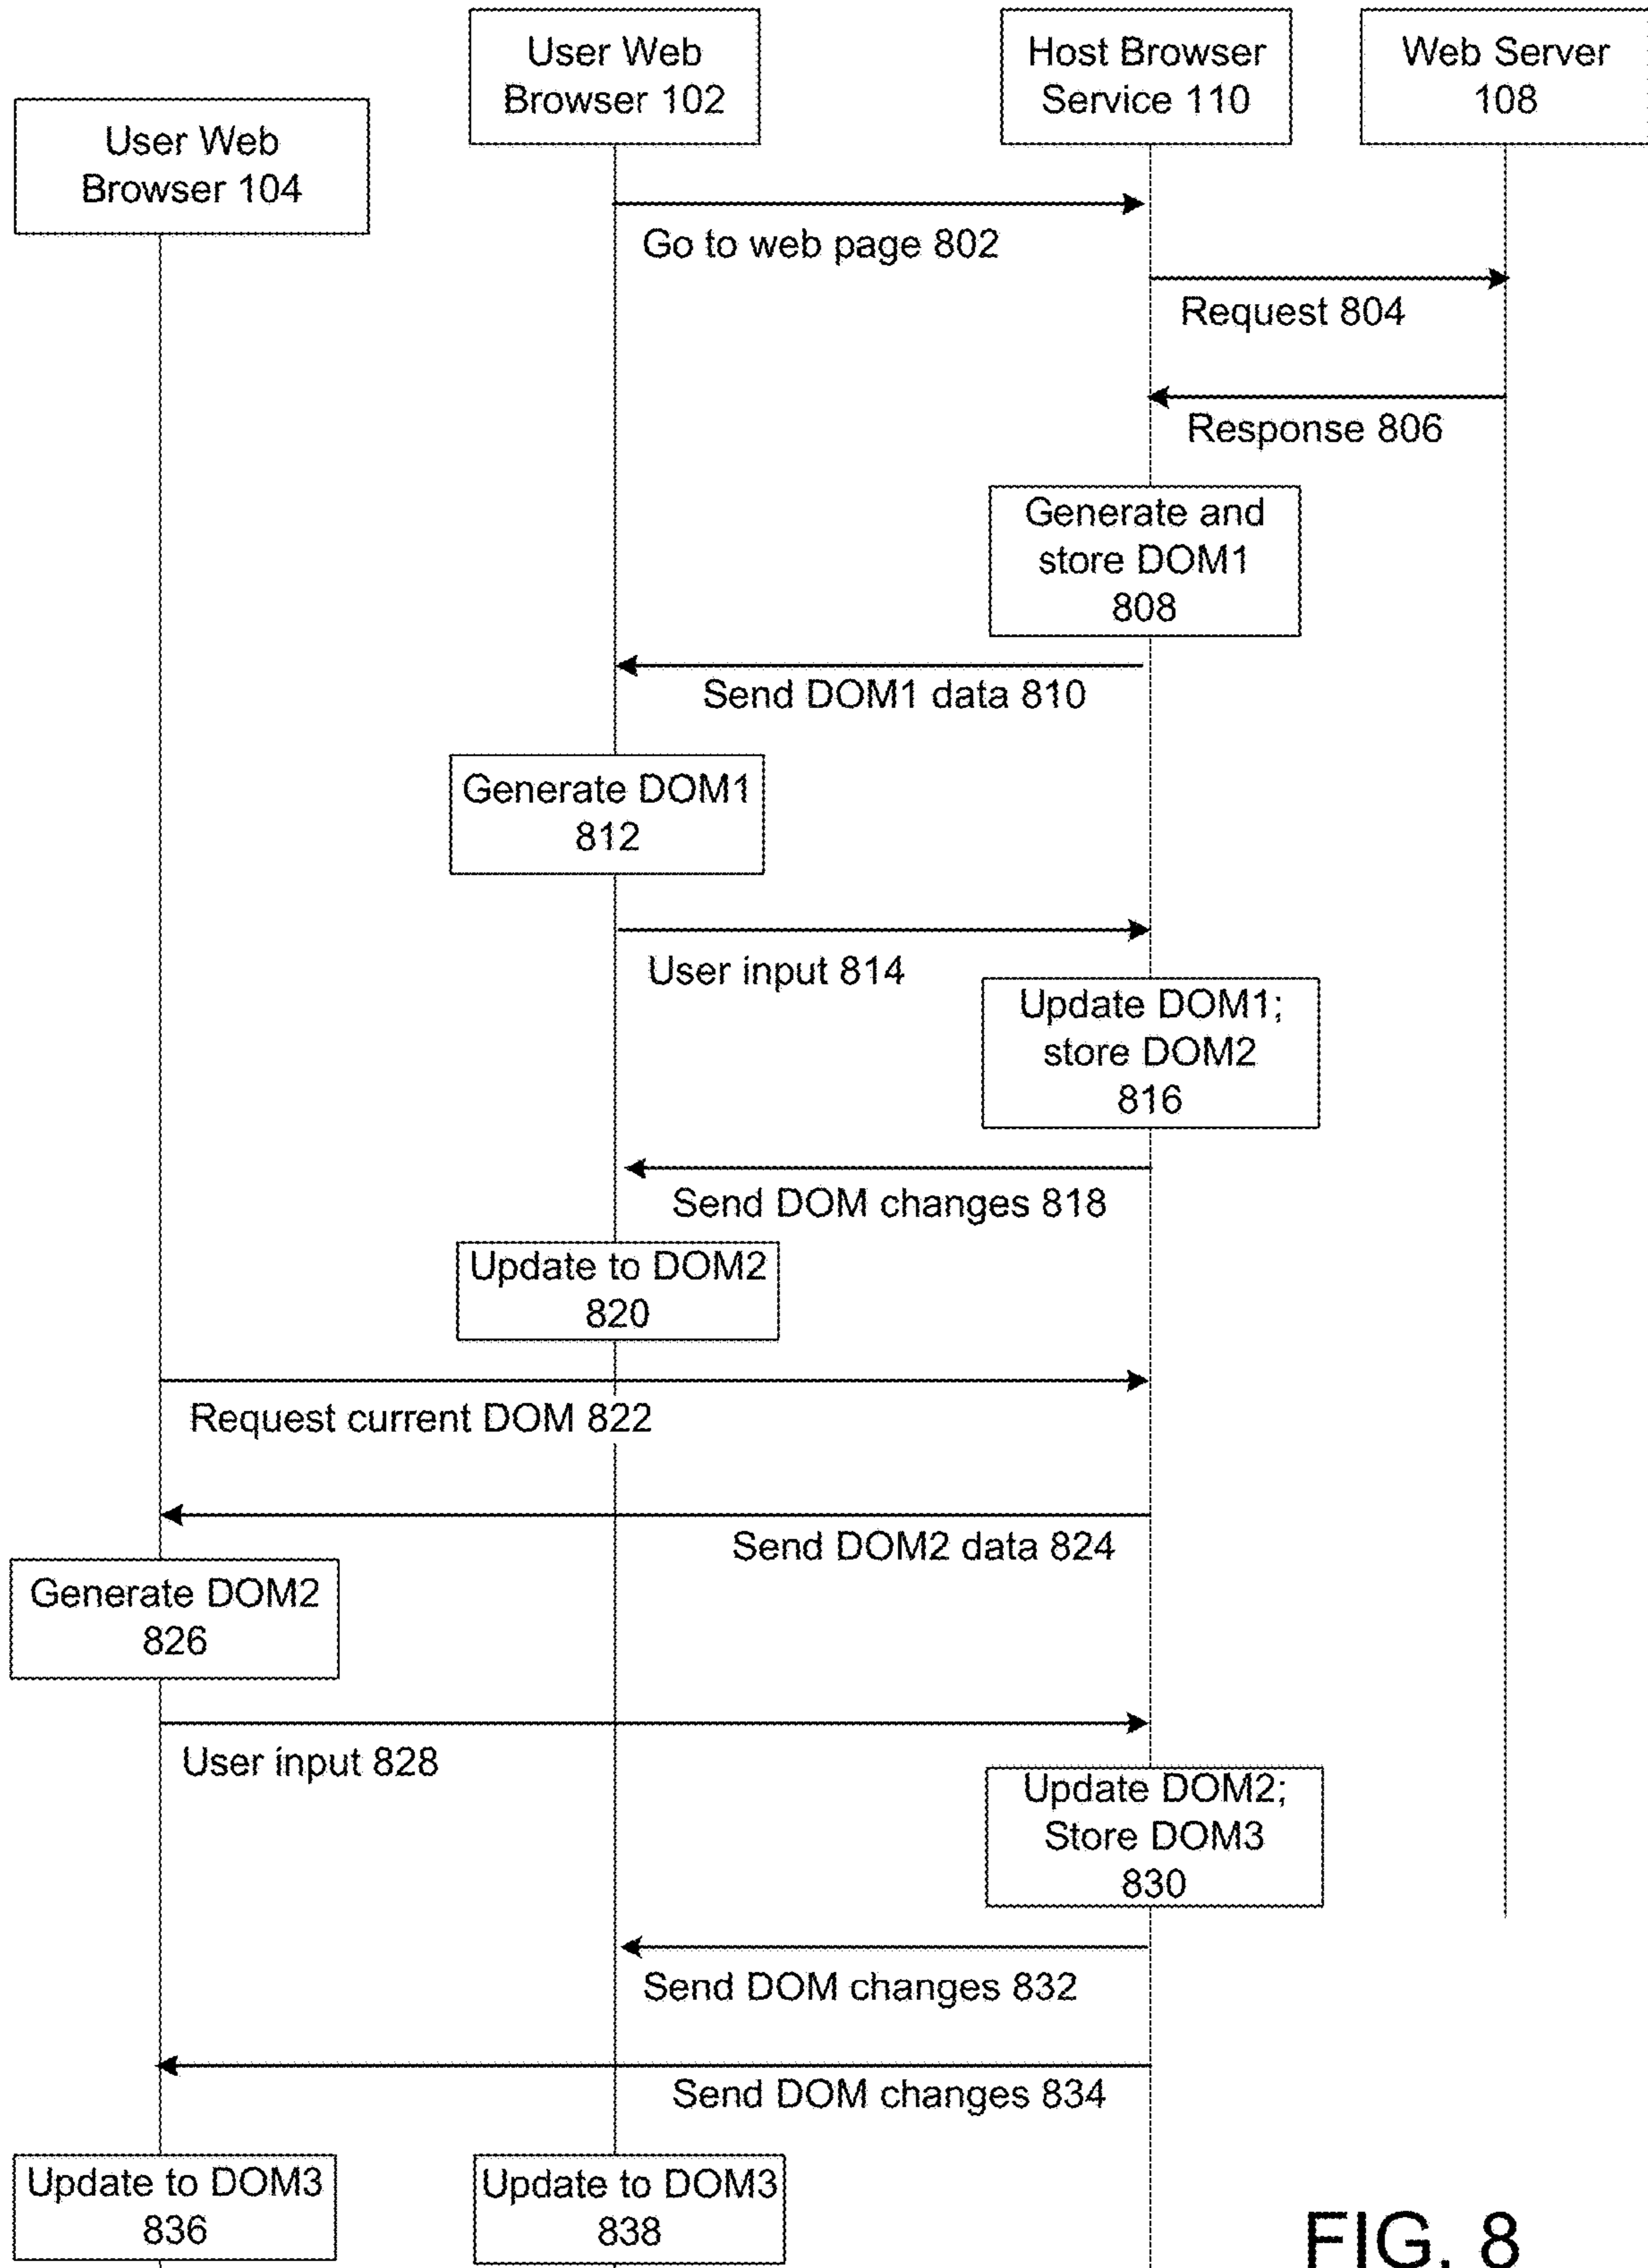 User Web
Browser 102
Host Browser
Service 110
Web Server
108
User Web
Browser 104
Go to web page 802
Request 804
Response 806
Generate and
store DOM1
808
Send DOM1 data 810
Generate DOM1
812
User input 814
Update DOM1;
store DOM2
816
Send DOM changes 818
Update to DOM2
820
Request current DOM 822
Send DOM2 data 824
Generate DOM2
826
User input 828
Update DOM2;
Store DOM3
830
Send DOM changes 832
Send DOM changes 834
Update to DOM3
836
Update to DOM3
838
FIG. 8